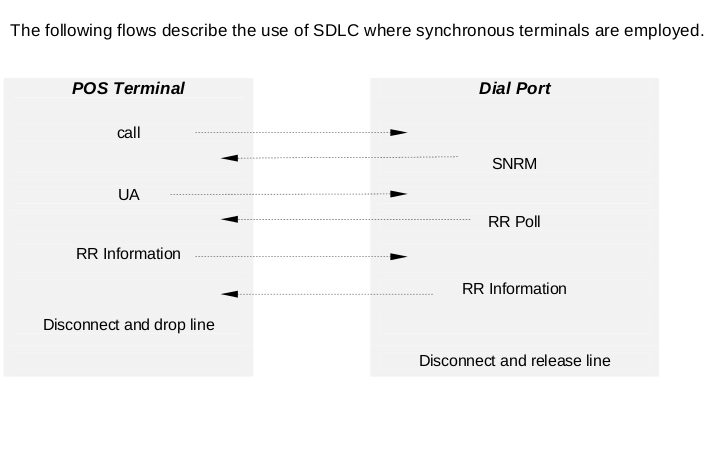 The following flows describe the use of SDLC where synchronous terminals are employed.
POS Terminal
Dial Port
call
SNRM
UA
RR Poll
RR Information
RR Information
Disconnect and drop line
Disconnect and release line